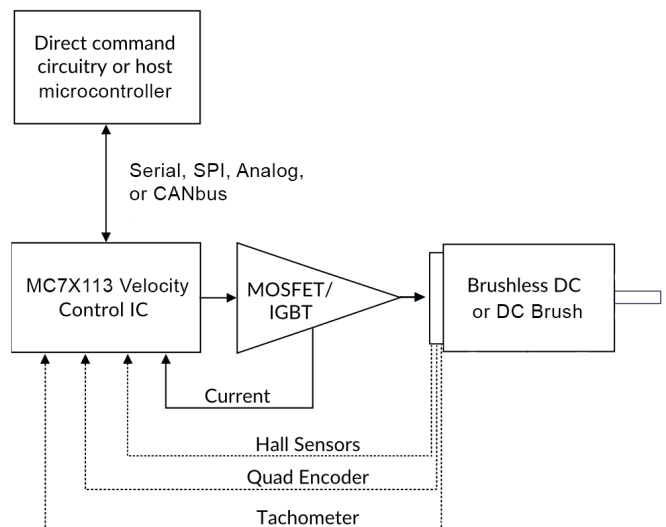 Direct command
circuitry or host
microcontroller
Serial, SPI, Analog,
or CANbus
MC7X113 Velocity
Control IC
MOSFET/
IGBT
Brushless DC
or DC Brush
Current
Hall Sensors
Quad Encoder
Tachometer